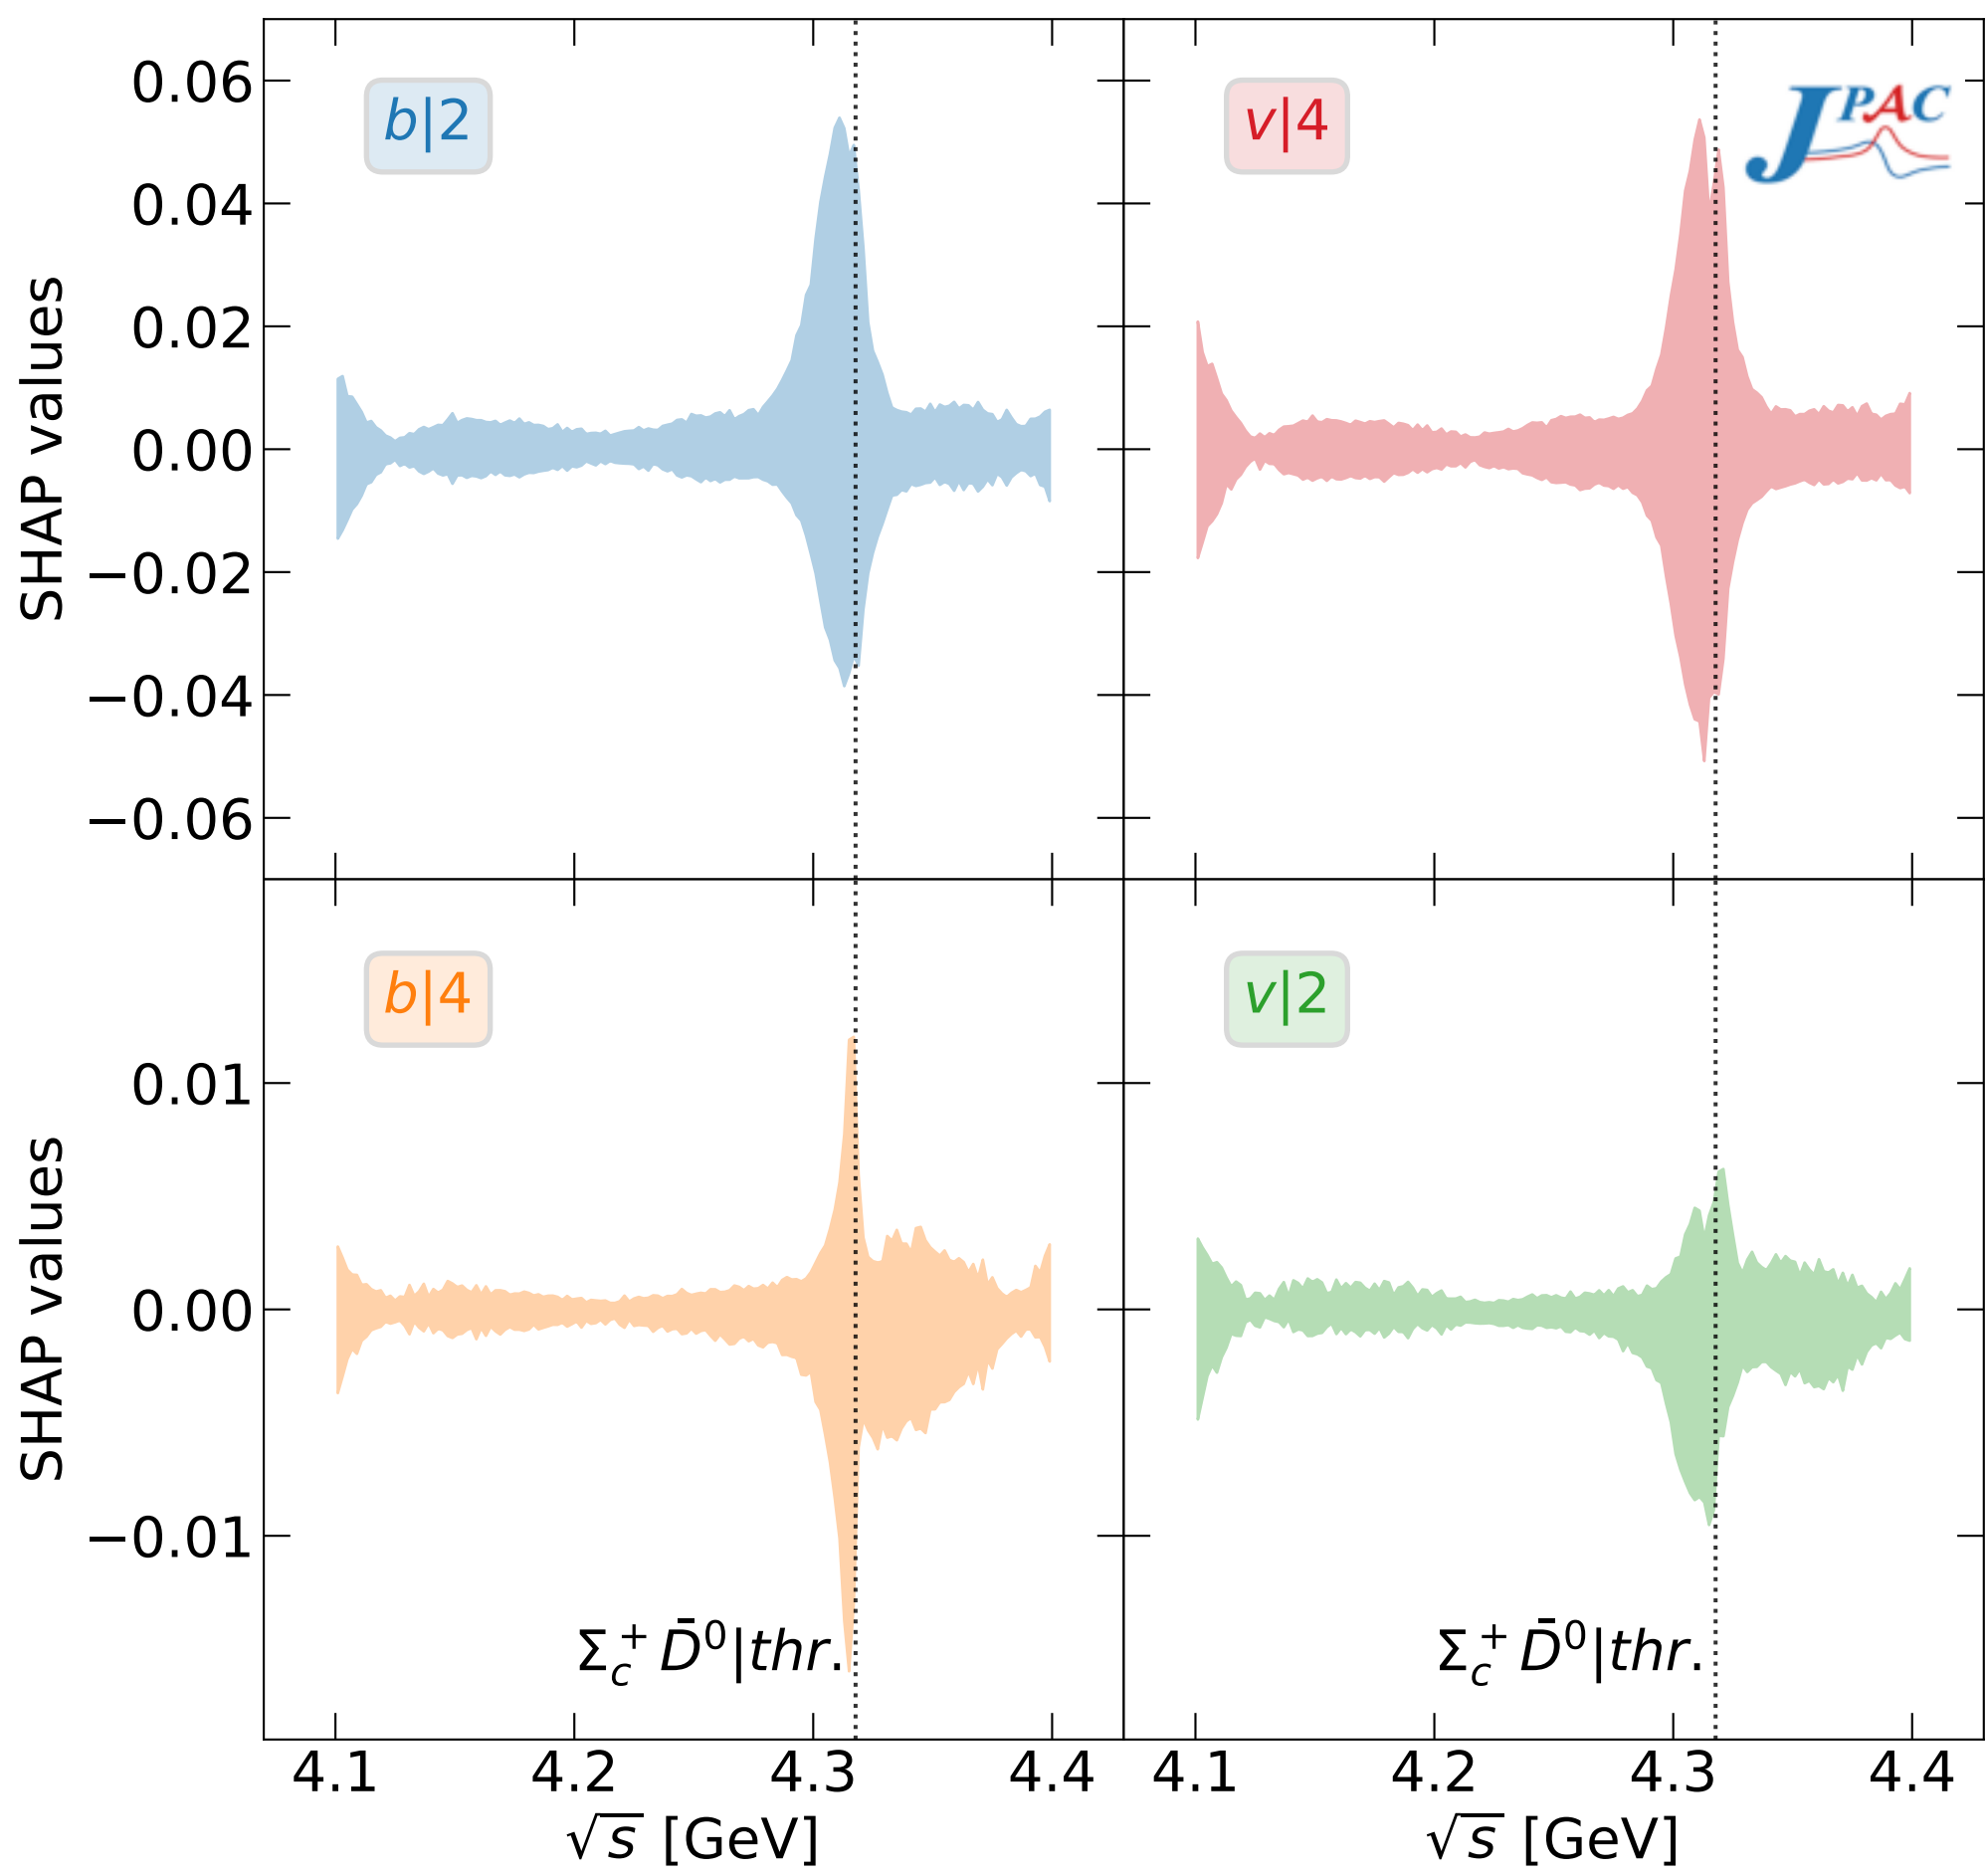 0.06
0.04
0.02
0.00
−0.02
−0.04
−0.06
SHAP values
b|2
v|4
JPAC
0.01
0.00
−0.01
SHAP values
b|4
v|2
Σc+ D̄0|thr.
Σc+ D̄0|thr.
4.1 4.2 4.3 4.4
4.1 4.2 4.3 4.4
√s [GeV]
√s [GeV]